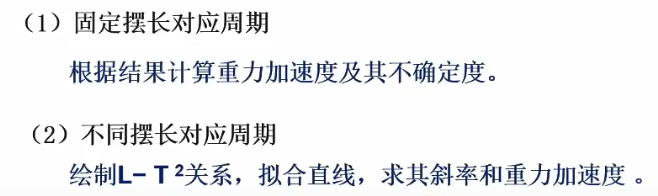 （1）固定摆长对应周期
根据结果计算重力加速度及其不确定度。
（2）不同摆长对应周期
绘制L- T ²关系，拟合直线，求其斜率和重力加速度 。